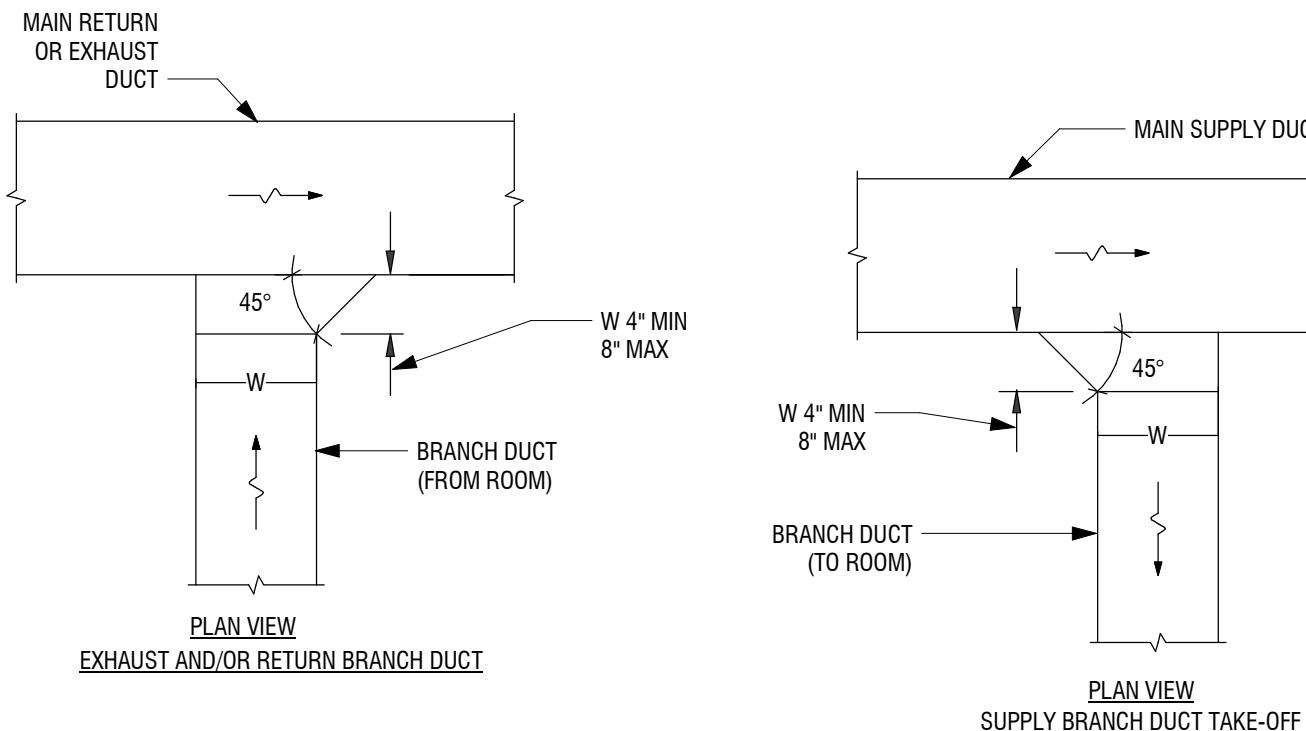 MAIN RETURN
OR EXHAUST
DUCT
45°
W 4" MIN
8" MAX
W
BRANCH DUCT
(FROM ROOM)
PLAN VIEW
EXHAUST AND/OR RETURN BRANCH DUCT
MAIN SUPPLY DUC
45°
W 4" MIN
8" MAX
W
BRANCH DUCT
(TO ROOM)
PLAN VIEW
SUPPLY BRANCH DUCT TAKE-OFF